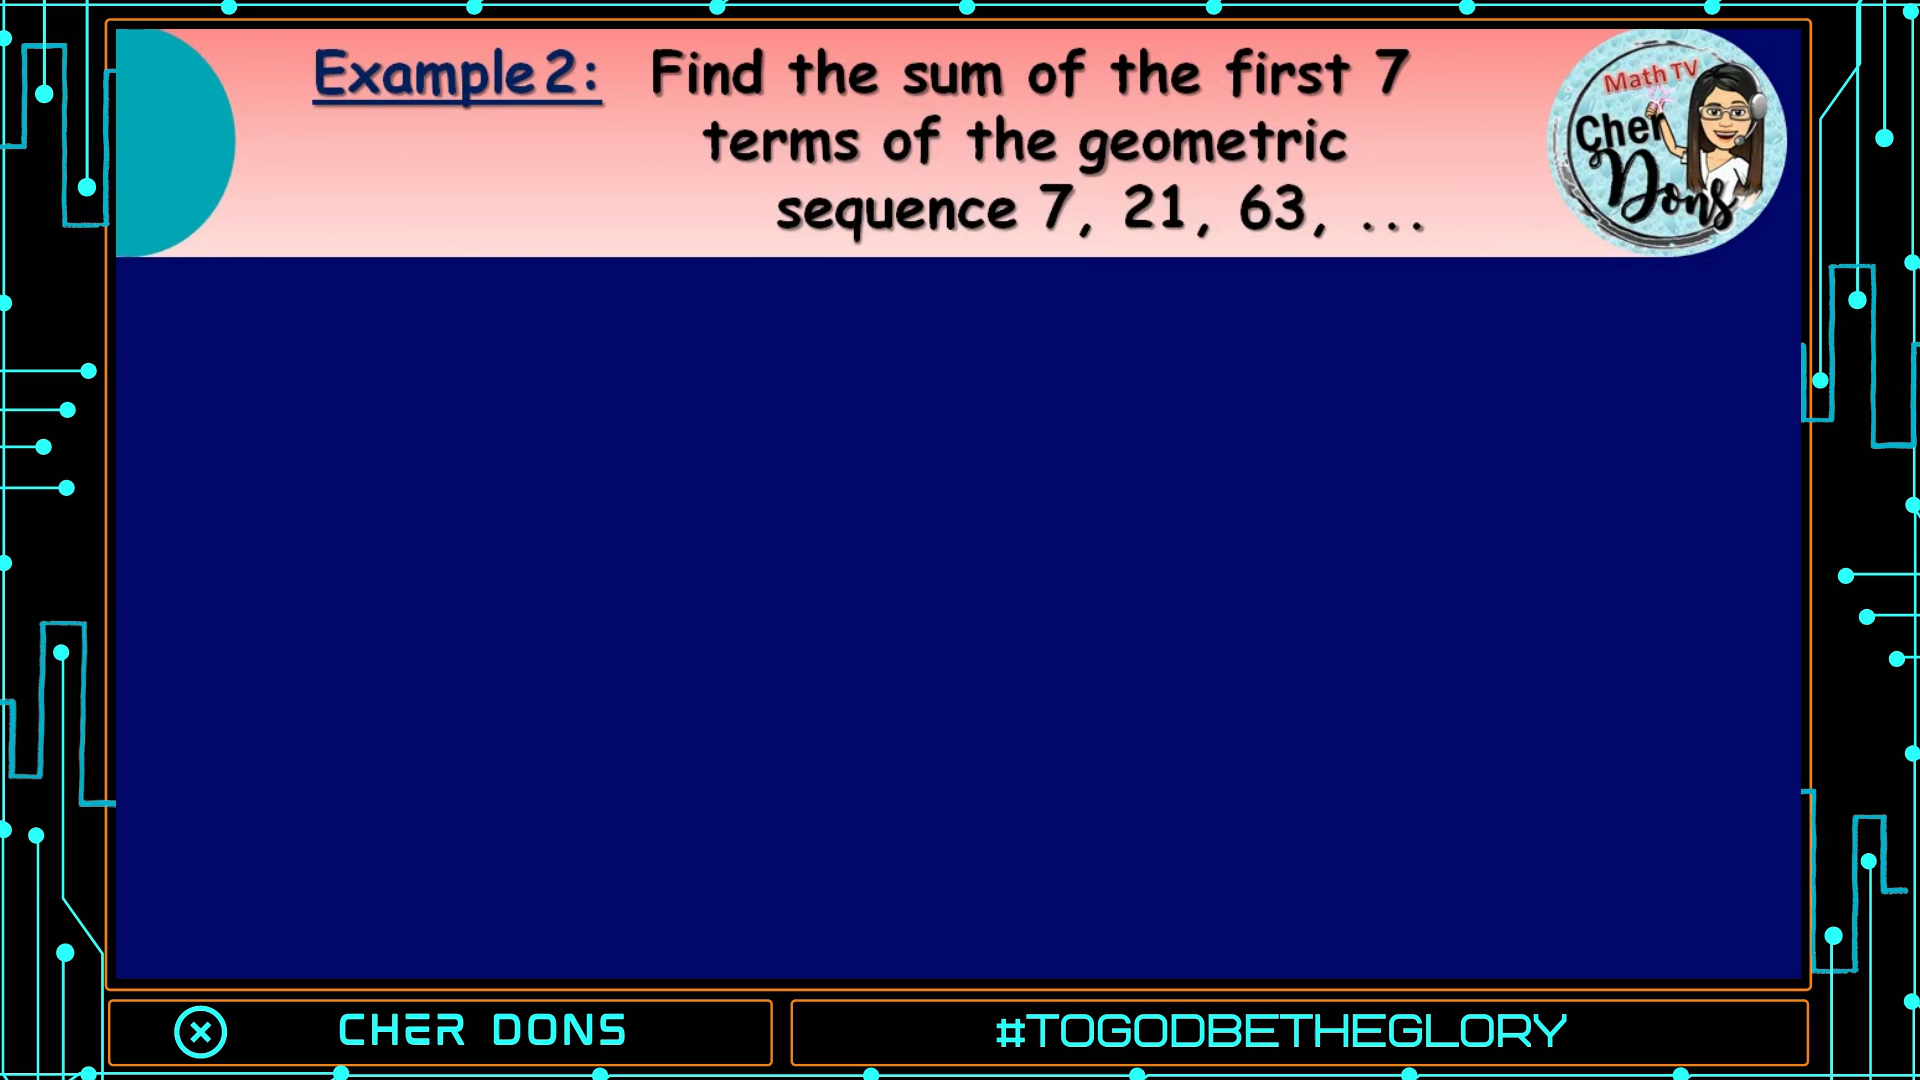 Example 2: Find the sum of the first 7
terms of the geometric
sequence 7, 21, 63, ...
Math TV
Cher
Dons
CHER DONS
#TOGODBETHEGLORY